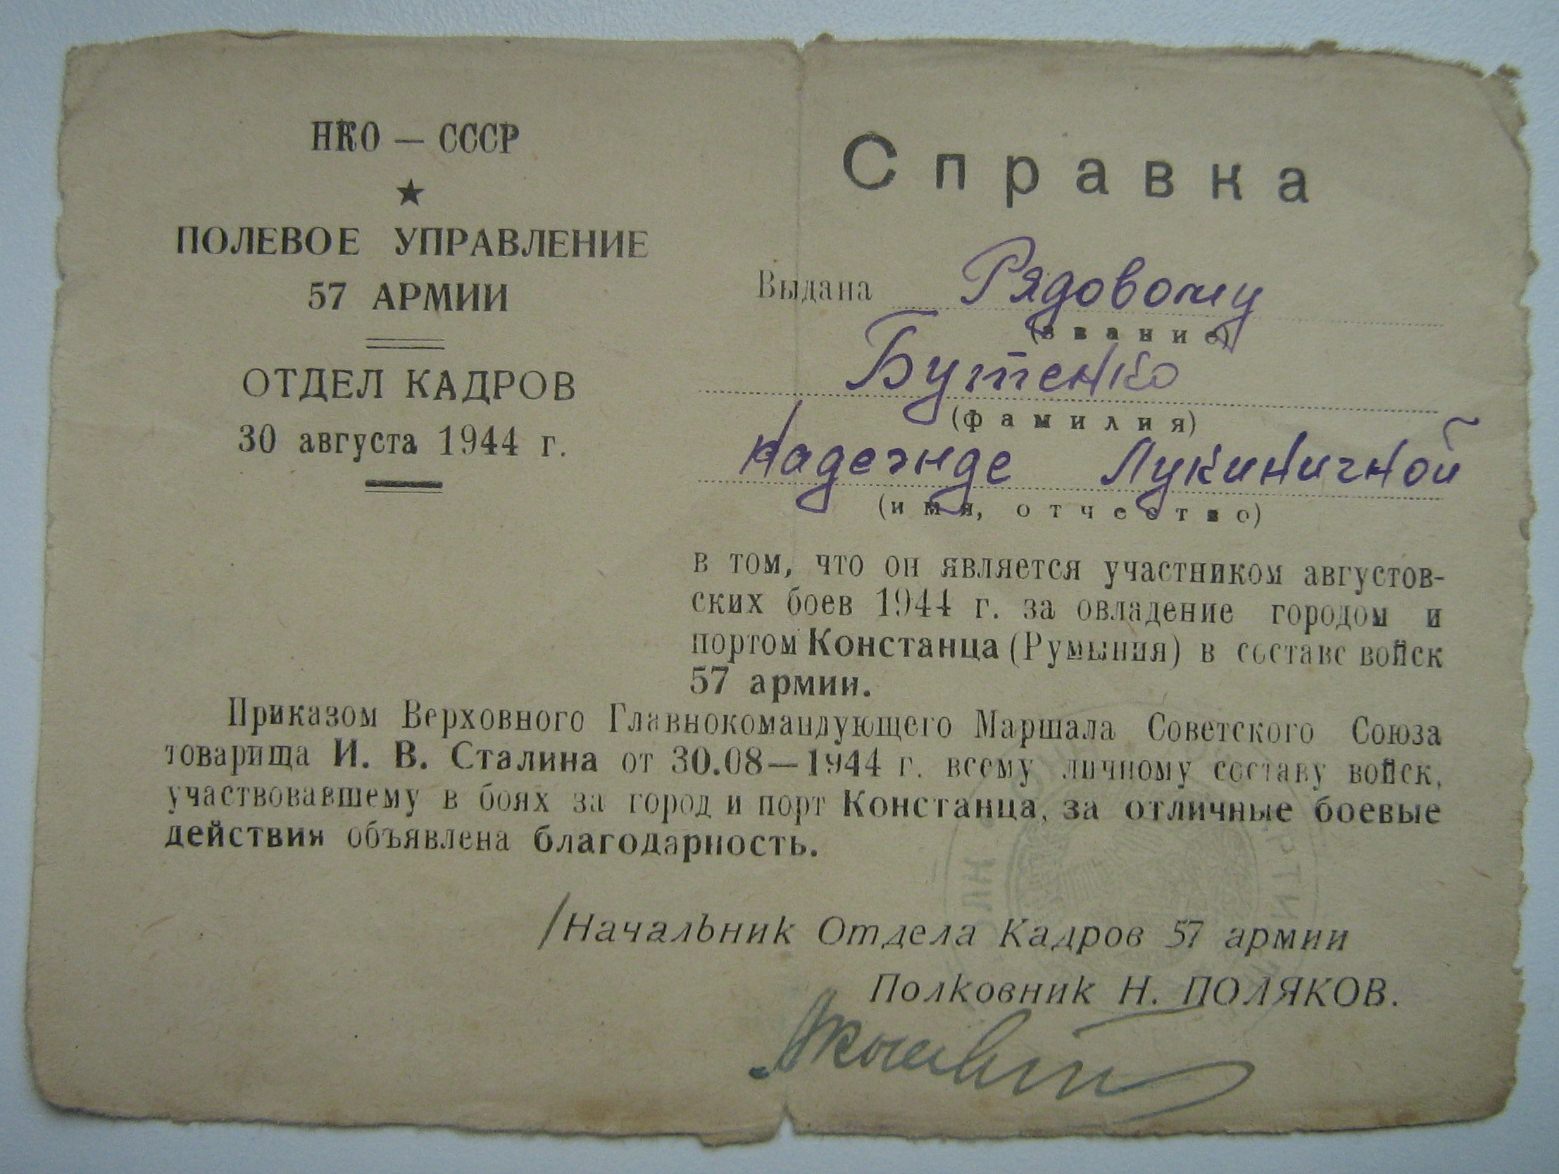 НКО — СССР
★
ПОЛЕВОЕ УПРАВЛЕНИЕ
57 АРМИИ
ОТДЕЛ КАДРОВ
30 августа 1944 г.
Справка
Выдана Рядовому
(звание)
Бутенко
(фамилия)
Надежде Лукиничной
(имя, отчество)
в том, что он является участником августов-
ских боев 1944 г. за овладение городом и
портом Констанца (Румыния) в составе войск
57 армии.
Приказом Верховного Главнокомандующего Маршала Советского Союза
товарища И. В. Сталина от 30.08—1944 г. всему личному составу войск,
участвовавшему в боях за город и порт Констанца, за отличные боевые
действия объявлена благодарность.
/Начальник Отдела Кадров 57 армии
Полковник Н. ПОЛЯКОВ.